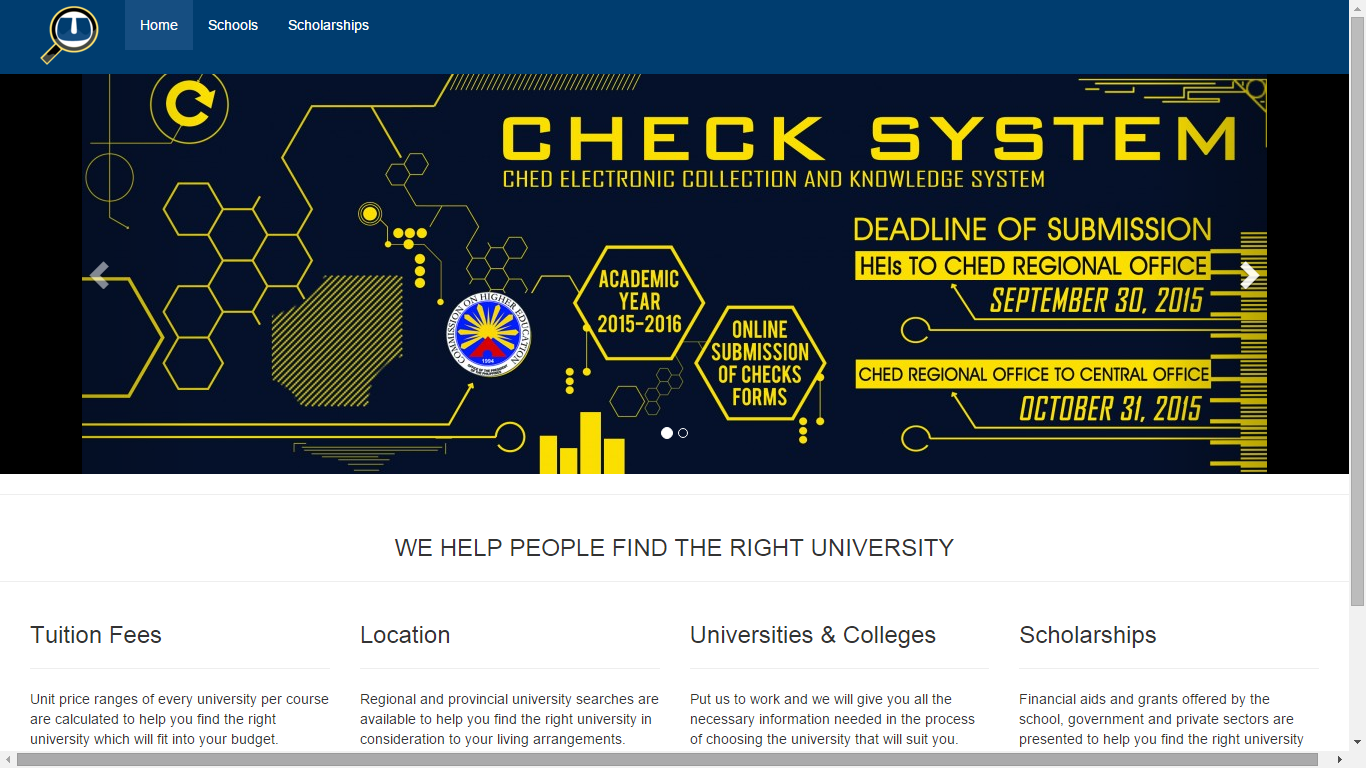 Home
Schools
Scholarships
CHECK SYSTEM
CHED ELECTRONIC COLLECTION AND KNOWLEDGE SYSTEM
DEADLINE OF SUBMISSION
HEIs TO CHED REGIONAL OFFICE
SEPTEMBER 30, 2015
CHED REGIONAL OFFICE TO CENTRAL OFFICE
OCTOBER 31, 2015
ACADEMIC
YEAR
2015-2016
ONLINE
SUBMISSION
OF CHECKS
FORMS
COMMISSION ON HIGHER EDUCATION
1994
OFFICE OF THE PRESIDENT
OF THE PHILIPPINES
WE HELP PEOPLE FIND THE RIGHT UNIVERSITY
Tuition Fees
Unit price ranges of every university per course
are calculated to help you find the right
university which will fit into your budget.
Location
Regional and provincial university searches are
available to help you find the right university in
consideration to your living arrangements.
Universities & Colleges
Put us to work and we will give you all the
necessary information needed in the process
of choosing the university that will suit you.
Scholarships
Financial aids and grants offered by the
school, government and private sectors are
presented to help you find the right university